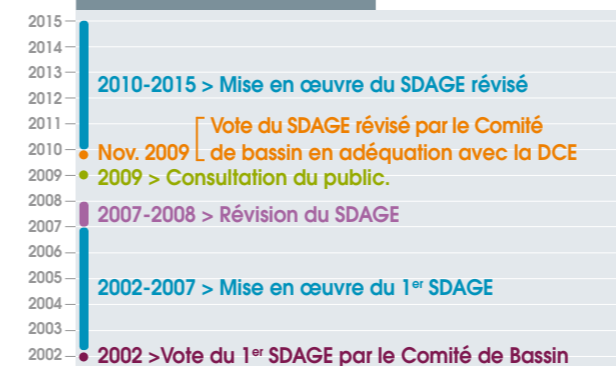 2015
2014
2013
2010-2015 > Mise en œuvre du SDAGE révisé
2012
2011
Vote du SDAGE révisé par le Comité
2010
Nov. 2009
de bassin en adéquation avec la DCE
2009
2009 > Consultation du public.
2008
2007-2008 > Révision du SDAGE
2007
2006
2005
2002-2007 > Mise en œuvre du 1er SDAGE
2004
2003
2002
2002 >Vote du 1er SDAGE par le Comité de Bassin